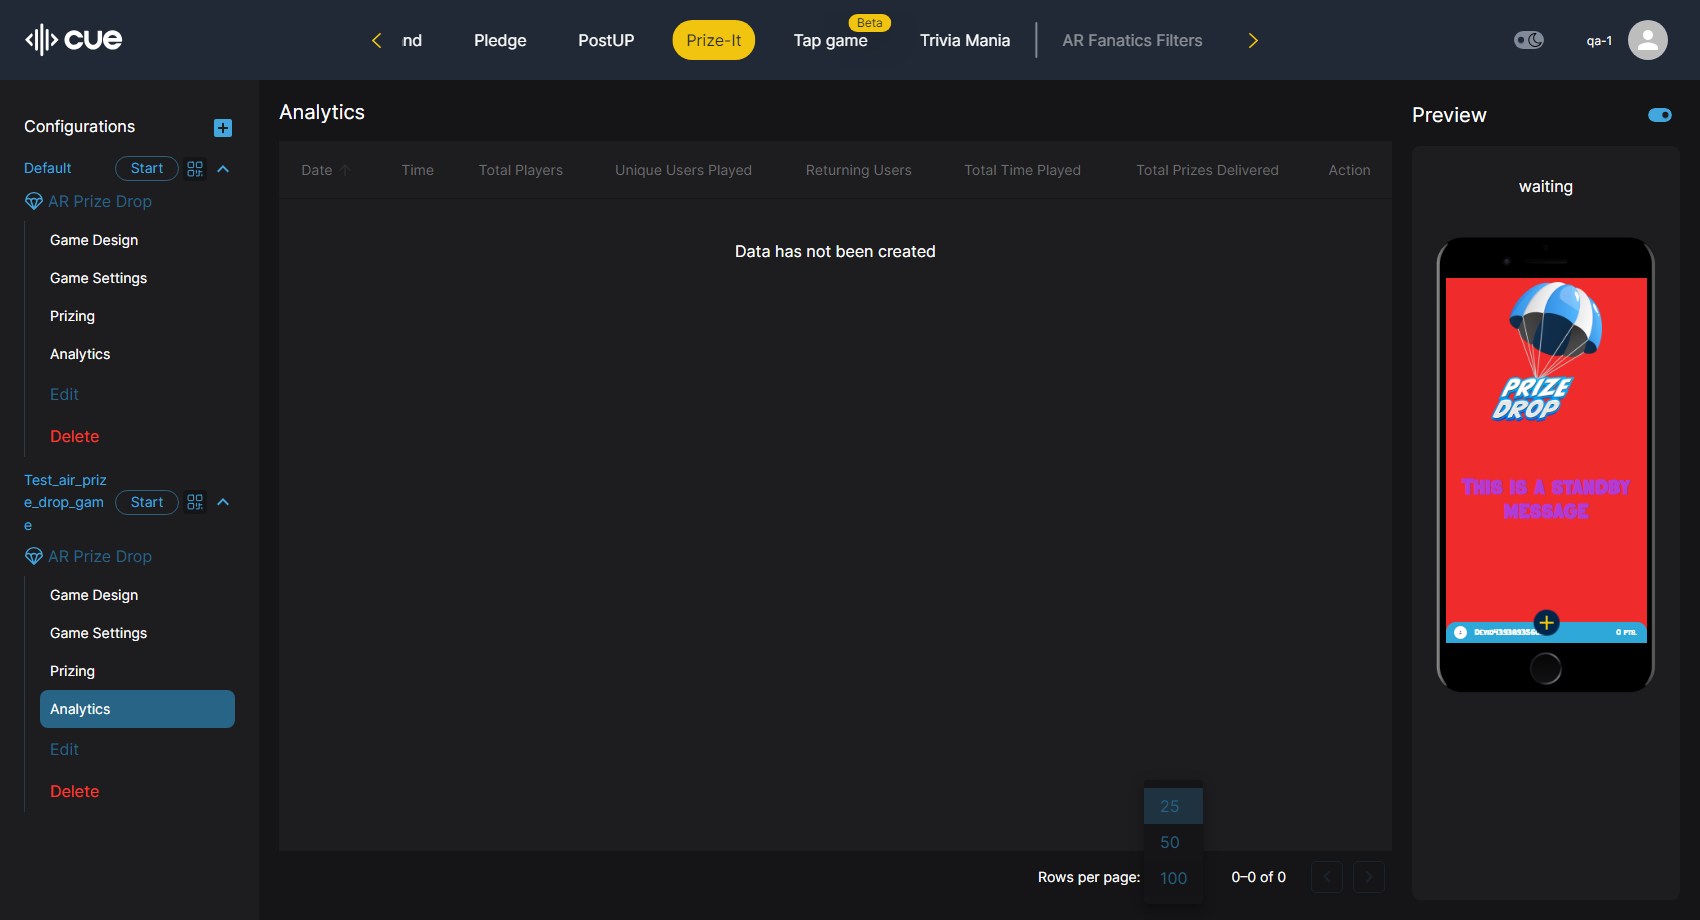 cue
nd
Pledge
PostUP
Prize-It
Beta
Tap game
Trivia Mania
AR Fanatics Filters
qa-1
Configurations
Default
Start
AR Prize Drop
Game Design
Game Settings
Prizing
Analytics
Edit
Delete
Test_air_priz
e_drop_gam
e
Start
AR Prize Drop
Game Design
Game Settings
Prizing
Analytics
Edit
Delete
Analytics
Date
Time
Total Players
Unique Users Played
Returning Users
Total Time Played
Total Prizes Delivered
Action
Data has not been created
25
50
100
Rows per page:
0–0 of 0
Preview
waiting
PRIZE
DROP
THIS IS A STANDBY
MESSAGE
0 PTS.